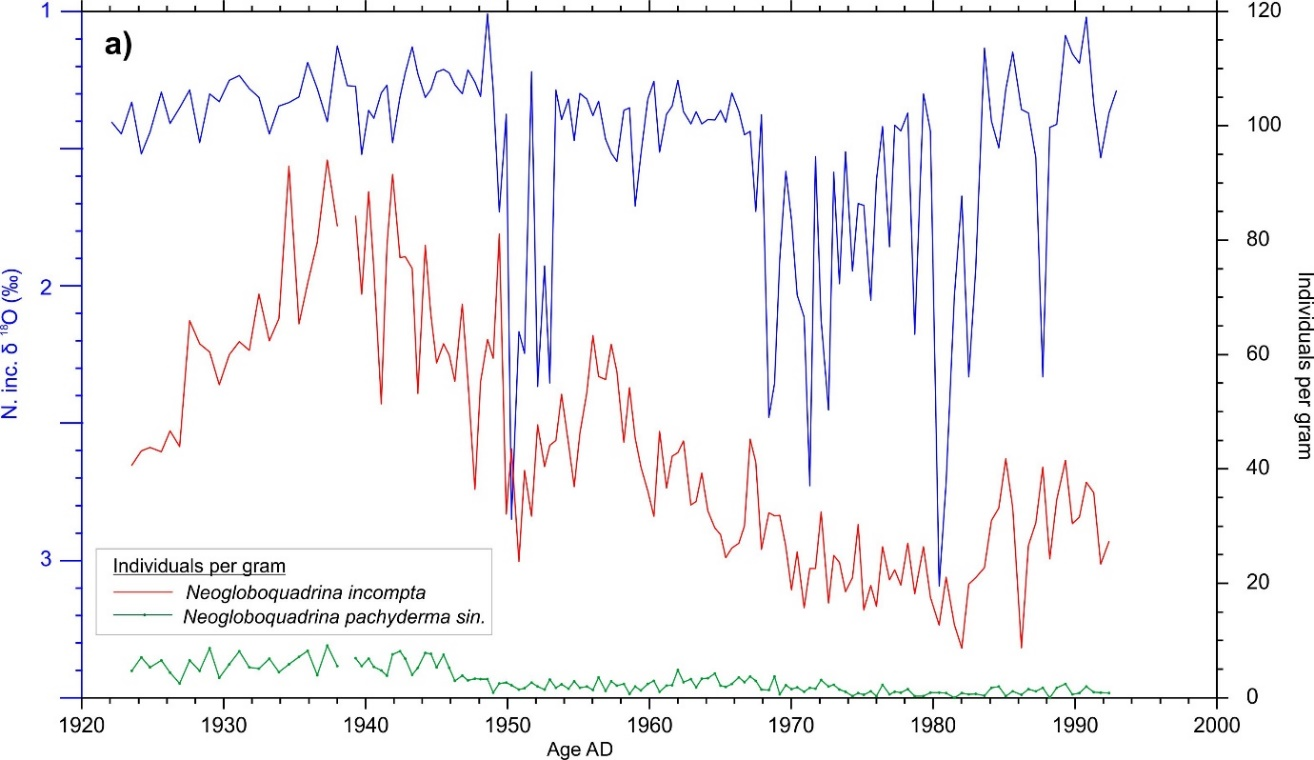 a)
1
2
3
N. inc. δ ¹⁸O (‰)
120
100
80
60
40
20
0
Individuals per gram
Individuals per gram
Neogloboquadrina incompta
Neogloboquadrina pachyderma sin.
1920 1930 1940 1950 1960 1970 1980 1990 2000
Age AD